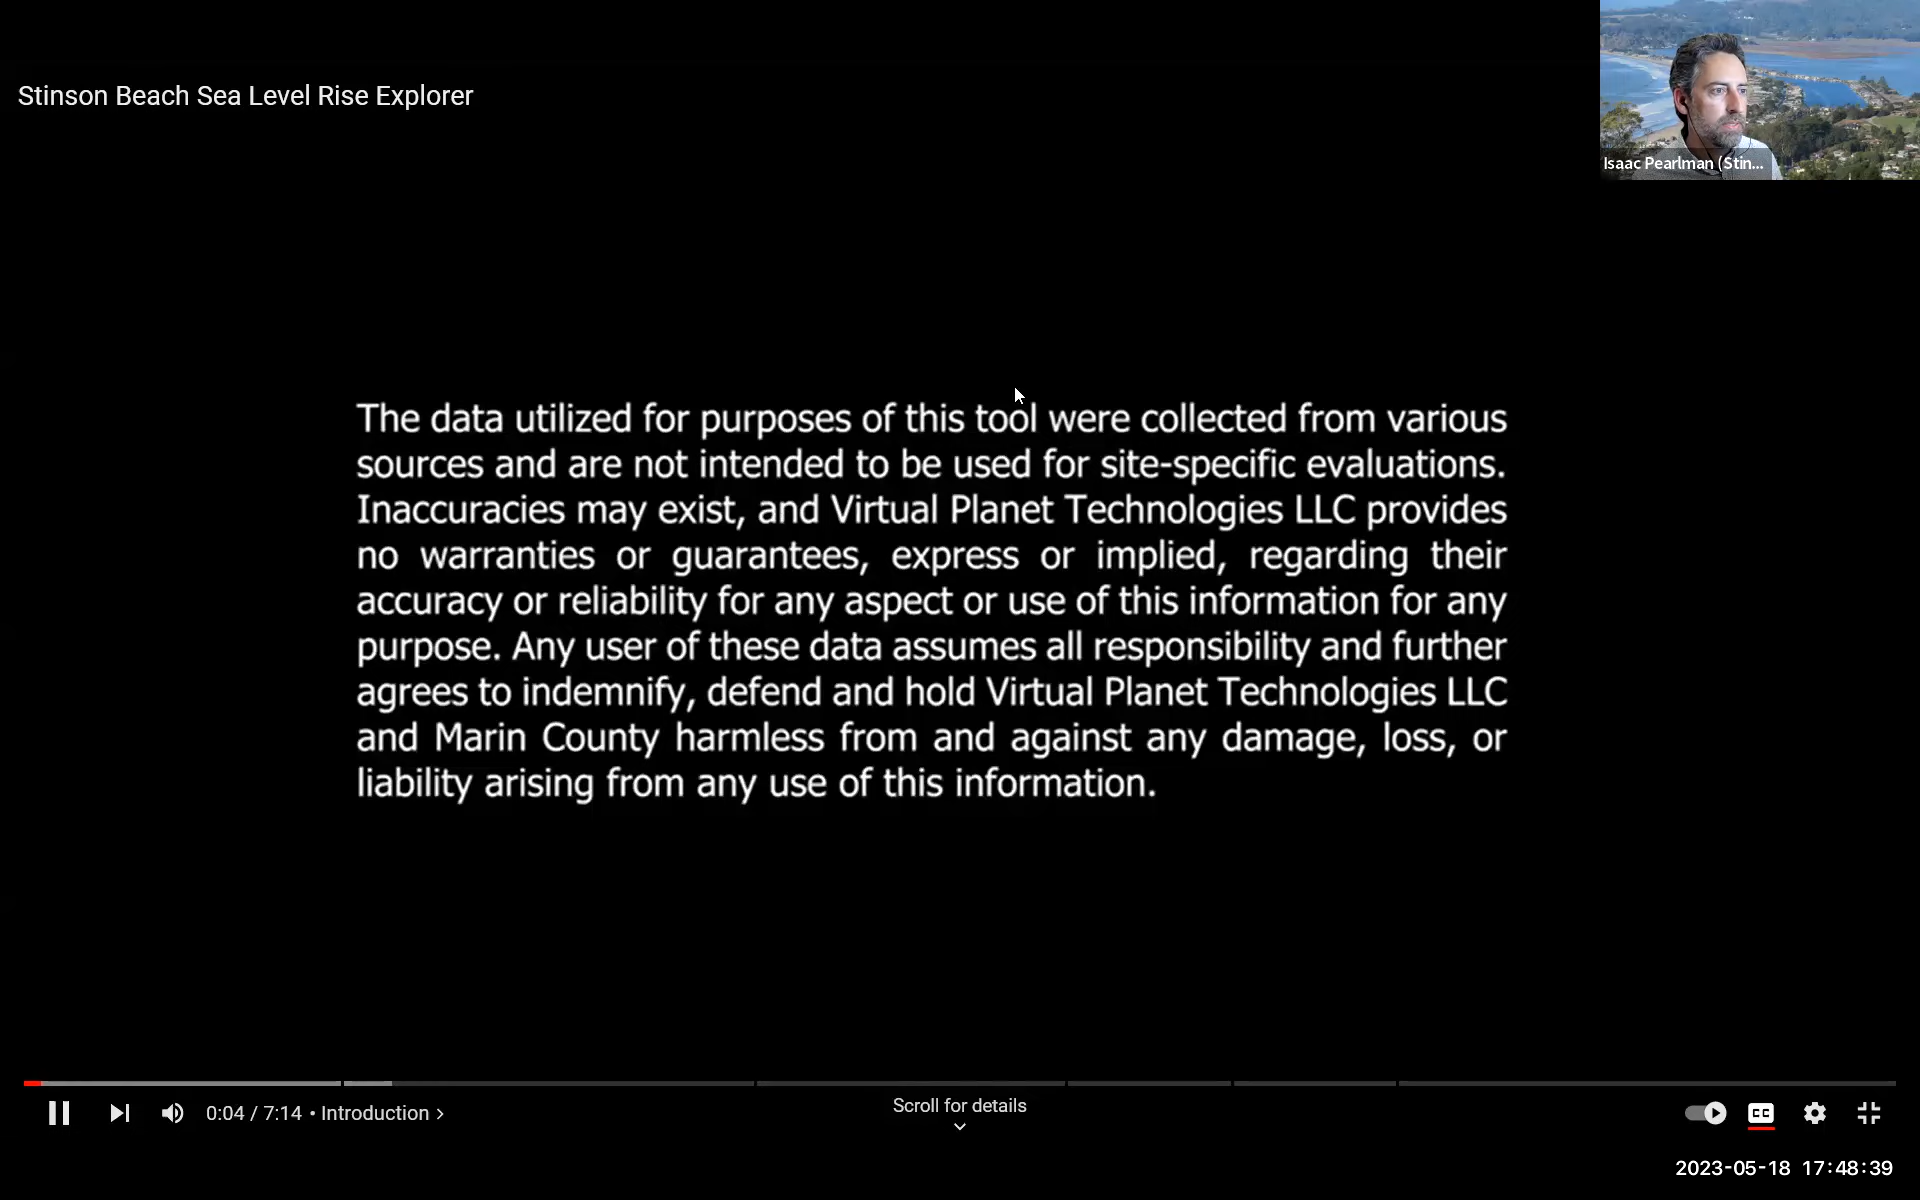 Stinson Beach Sea Level Rise Explorer
Isaac Pearlman (Stin...
The data utilized for purposes of this tool were collected from various
sources and are not intended to be used for site-specific evaluations.
Inaccuracies may exist, and Virtual Planet Technologies LLC provides
no warranties or guarantees, express or implied, regarding their
accuracy or reliability for any aspect or use of this information for any
purpose. Any user of these data assumes all responsibility and further
agrees to indemnify, defend and hold Virtual Planet Technologies LLC
and Marin County harmless from and against any damage, loss, or
liability arising from any use of this information.
0:04 / 7:14 • Introduction >
Scroll for details
CC
2023-05-18 17:48:39